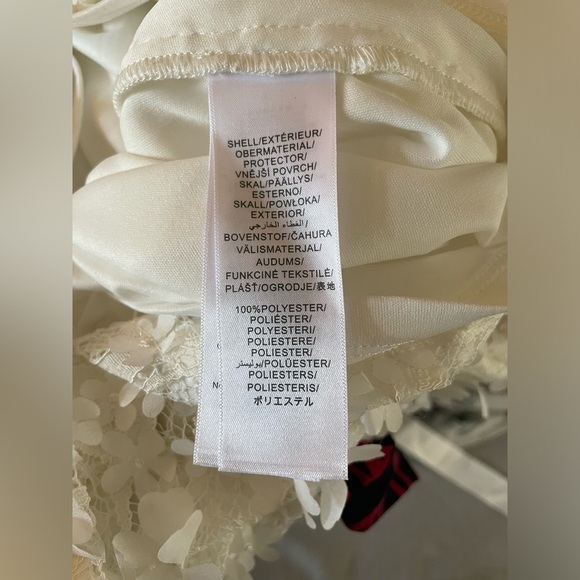 SHELL/EXTÉRIEUR/
OBERMATERIAL/
PROTECTOR/
VNĚJŠÍ POVRCH/
SKAL/PÄÄLLYS/
ESTERNO/
SKALL/POWŁOKA/
EXTERIOR/
الغطاء الخارجي/
BOVENSTOF/ČAHURA
VÄLISMATERJAL/
AUDUMS/
FUNKCINĖ TEKSTILĖ/
PLÁŠŤ/OGRODJE/表地
100%POLYESTER/
POLIÉSTER/
POLYESTERI/
POLIESTERE/
POLIESTER/
بوليستر/POLÜESTER/
POLIESTERS/
POLIESTERIS/
ポリエステル